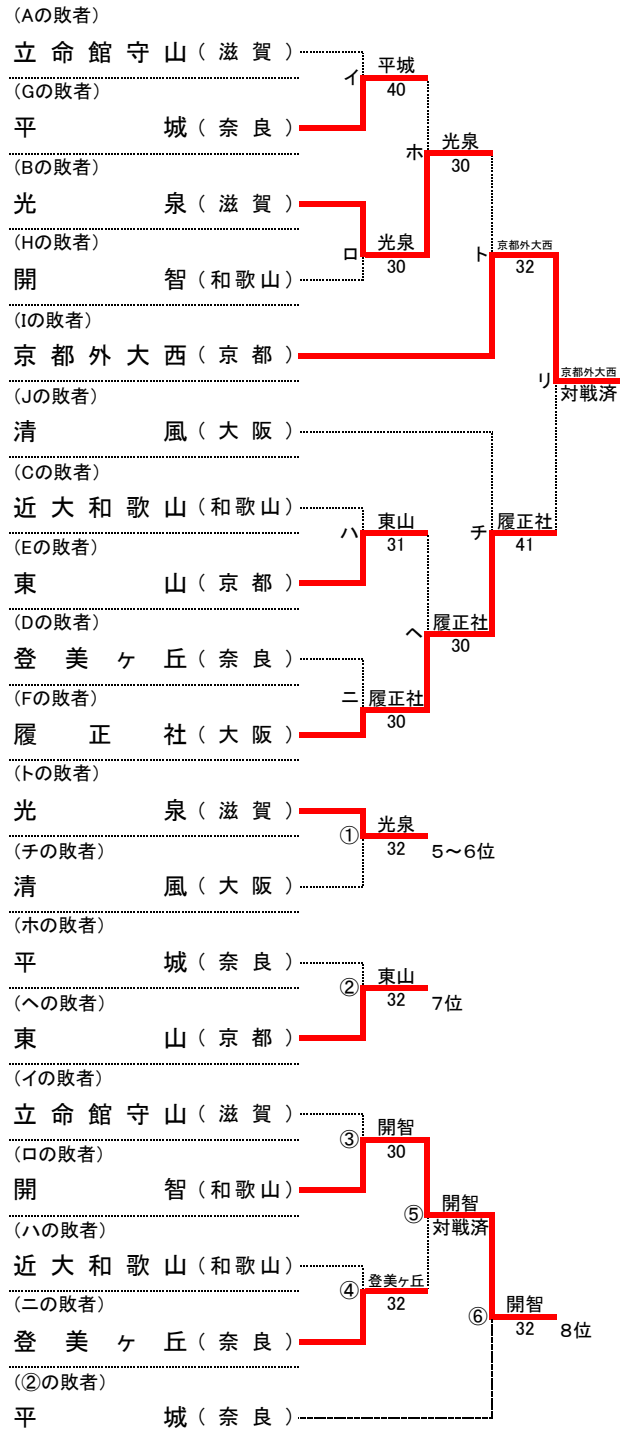 (Aの敗者)
立命館守山(滋賀)
イ 平城
40
(Gの敗者)
平城(奈良)
ホ 光泉
30
(Bの敗者)
光泉(滋賀)
(Hの敗者)
ロ 光泉
30
ト 京都外大西
32
開智(和歌山)
(Iの敗者)
京都外大西(京都)
リ 京都外大西
対戦済
(Jの敗者)
清風(大阪)
(Cの敗者)
近大和歌山(和歌山)
ハ 東山
31
チ 履正社
41
(Eの敗者)
東山(京都)
(Dの敗者)
ヘ 履正社
30
登美ヶ丘(奈良)
(Fの敗者)
ニ 履正社
30
履正社(大阪)
(トの敗者)
光泉(滋賀)
① 光泉
32 5~6位
(チの敗者)
清風(大阪)
(ホの敗者)
平城(奈良)
② 東山
32 7位
(ヘの敗者)
東山(京都)
(イの敗者)
立命館守山(滋賀)
③ 開智
30
(ロの敗者)
開智(和歌山)
⑤ 開智
対戦済
(ハの敗者)
近大和歌山(和歌山)
④ 登美ヶ丘
32
(ニの敗者)
⑥ 開智
32 8位
登美ヶ丘(奈良)
(②の敗者)
平城(奈良)